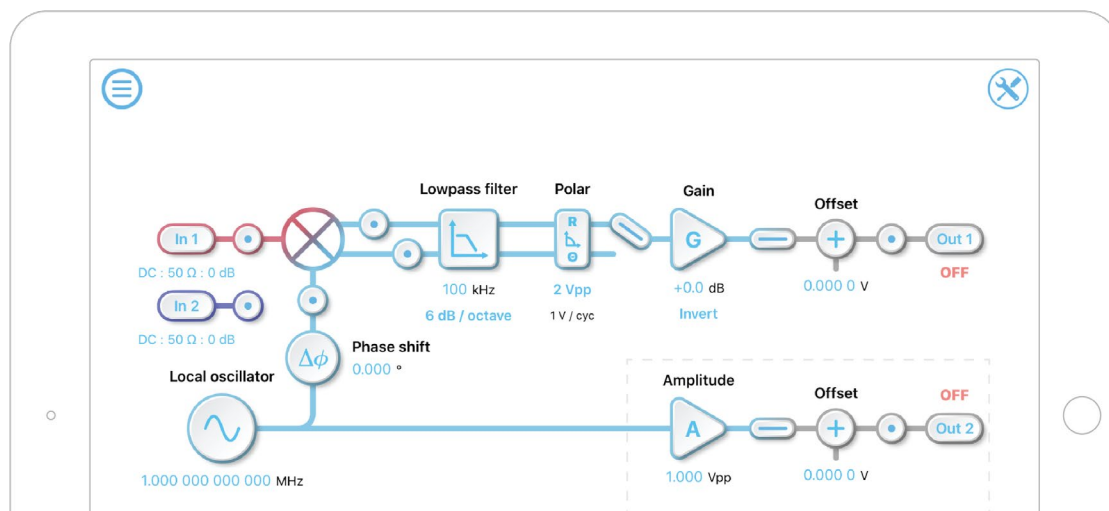 Lowpass filter
Polar
Gain
Offset
In 1
R
Θ
G
Out 1
DC : 50 Ω : 0 dB
100 kHz
2 Vpp
+0.0 dB
0.000 0 V
OFF
In 2
6 dB / octave
1 V / cyc
Invert
DC : 50 Ω : 0 dB
Δϕ
Phase shift
0.000 °
Local oscillator
Amplitude
Offset
OFF
A
Out 2
1.000 000 000 000 MHz
1.000 Vpp
0.000 0 V